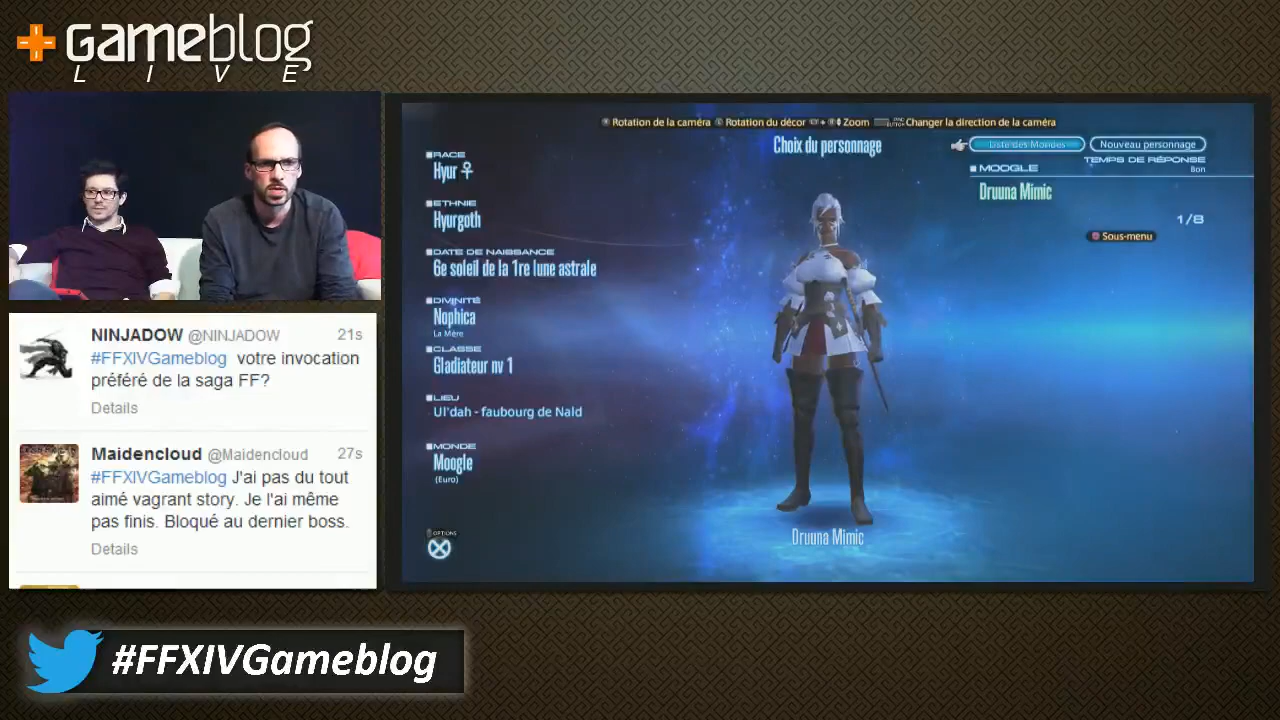 Gameblog
LIVE
NINJADOW @NINJADOW 21s
#FFXIVGameblog votre invocation
préféré de la saga FF?
Details
Maidencloud @Maidencloud 27s
#FFXIVGameblog J'ai pas du tout
aimé vagrant story. Je l'ai même
pas finis. Bloqué au dernier boss.
Details
#FFXIVGameblog
Rotation de la caméra Rotation du décor Zoom Changer la direction de la caméra
Choix du personnage
Liste des Mondes Nouveau personnage
TEMPS DE RÉPONSE
Bon
MOOGLE
Druuna Mimic
1/8
Sous-menu
RACE
Hyur ♀
ETHNIE
Hyurgoth
DATE DE NAISSANCE
6e soleil de la 1re lune astrale
DIVINITÉ
Nophica
La Mère
CLASSE
Gladiateur nv 1
LIEU
Ul'dah - faubourg de Nald
MONDE
Moogle
(Euro)
OPTIONS
Druuna Mimic